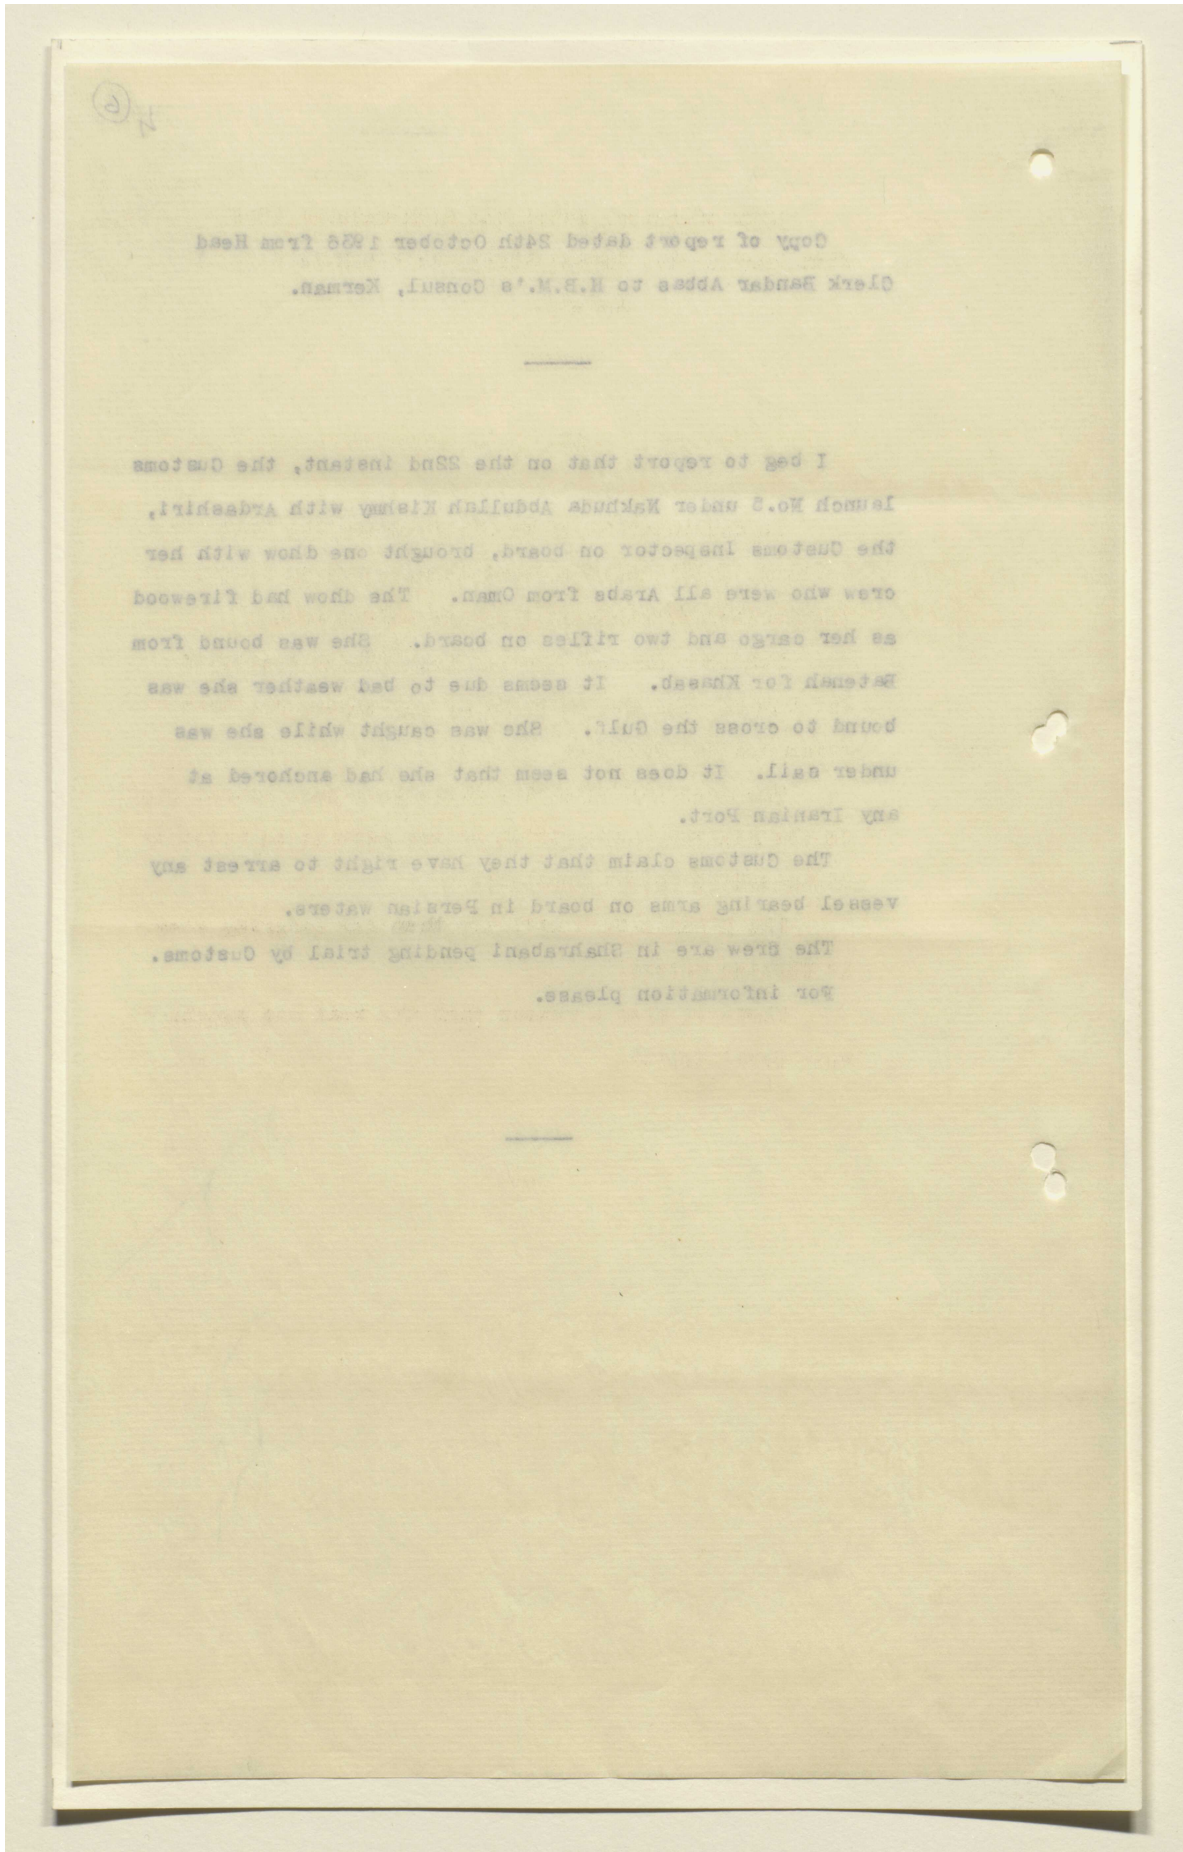 Copy of report dated 24th October 1936 from Head
Clerk Bandar Abbas to H.B.M.'s Consul, Kerman.
I beg to report that on the 22nd instant, the Customs
launch No.5 under Nakhuda Abdullah Kishmy with Ardashiri,
the Customs Inspector on board, brought one dhow with her
crew who were all Arabs from Oman. The dhow had firewood
as her cargo and two rifles on board. She was bound from
Bateneh for Khasab. It seems due to bad weather she was
bound to cross the Gulf. She was caught while she was
under sail. It does not seem that she had anchored at
any Iranian Port.
The Customs claim that they have right to arrest any
vessel bearing arms on board in Persian waters.
The crew are in Shahrabani pending trial by Customs.
For information please.